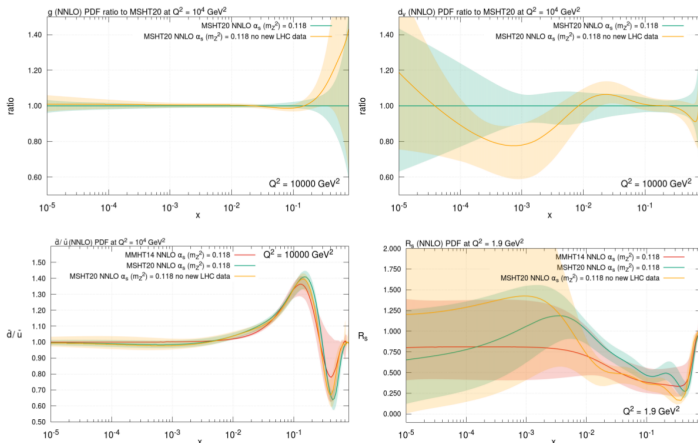 g (NNLO) PDF ratio to MSHT20 at Q² = 10⁴ GeV²
MSHT20 NNLO αs (mZ²) = 0.118
MSHT20 NNLO αs (mZ²) = 0.118 no new LHC data
1.40
1.20
1.00
0.80
0.60
ratio
Q² = 10000 GeV²
10⁻⁵
10⁻⁴
10⁻³
10⁻²
10⁻¹
x
dv (NNLO) PDF ratio to MSHT20 at Q² = 10⁴ GeV²
MSHT20 NNLO αs (mZ²) = 0.118
MSHT20 NNLO αs (mZ²) = 0.118 no new LHC data
1.40
1.20
1.00
0.80
0.60
ratio
Q² = 10000 GeV²
10⁻⁵
10⁻⁴
10⁻³
10⁻²
10⁻¹
x
d̄/ ū (NNLO) PDF at Q² = 10⁴ GeV²
MMHT14 NNLO αs (mZ²) = 0.118
MSHT20 NNLO αs (mZ²) = 0.118
MSHT20 NNLO αs (mZ²) = 0.118 no new LHC data
Q² = 10000 GeV²
1.50
1.40
1.30
1.20
1.10
1.00
0.90
0.80
0.70
0.60
0.50
d̄/ ū
10⁻⁵
10⁻⁴
10⁻³
10⁻²
10⁻¹
x
Rs (NNLO) PDF at Q² = 1.9 GeV²
MMHT14 NNLO αs (mZ²) = 0.118
MSHT20 NNLO αs (mZ²) = 0.118
MSHT20 NNLO αs (mZ²) = 0.118 no new LHC data
2.000
1.750
1.500
1.250
1.000
0.750
0.500
0.250
0.000
Rs
Q² = 1.9 GeV²
10⁻⁵
10⁻⁴
10⁻³
10⁻²
10⁻¹
x